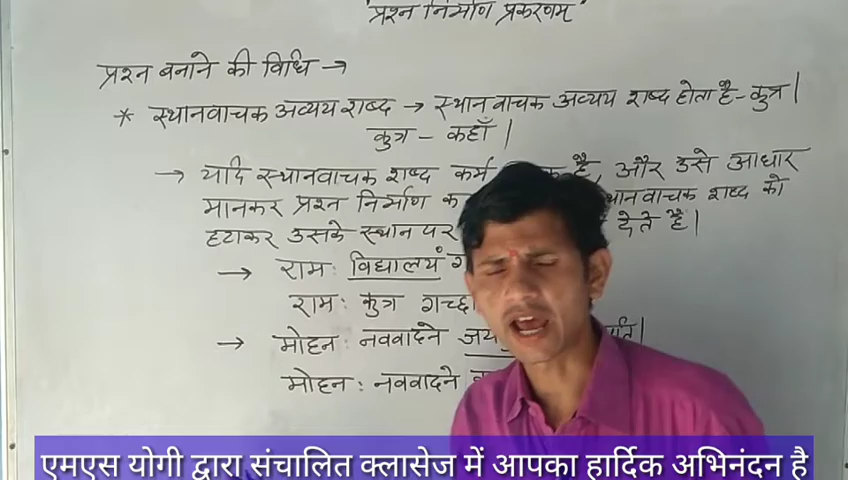 "प्रश्न निर्माण प्रकरणम"
प्रश्न बनाने की विधि →
* स्थानवाचक अव्यय शब्द → स्थानवाचक अव्यय शब्द होता है - कुत्र।
कुत्र - कहाँ।
→ यदि स्थानवाचक शब्द कर्म है, और उसे आधार
मानकर प्रश्न निर्माण स्थानवाचक शब्द को
हटाकर उसके स्थान पर देते है।
→ रामः विद्यालयं
रामः कुत्र
→ मोहनः नववादने
मोहनः नववादने
एमएस योगी द्वारा संचालित क्लासेज में आपका हार्दिक अभिनंदन है